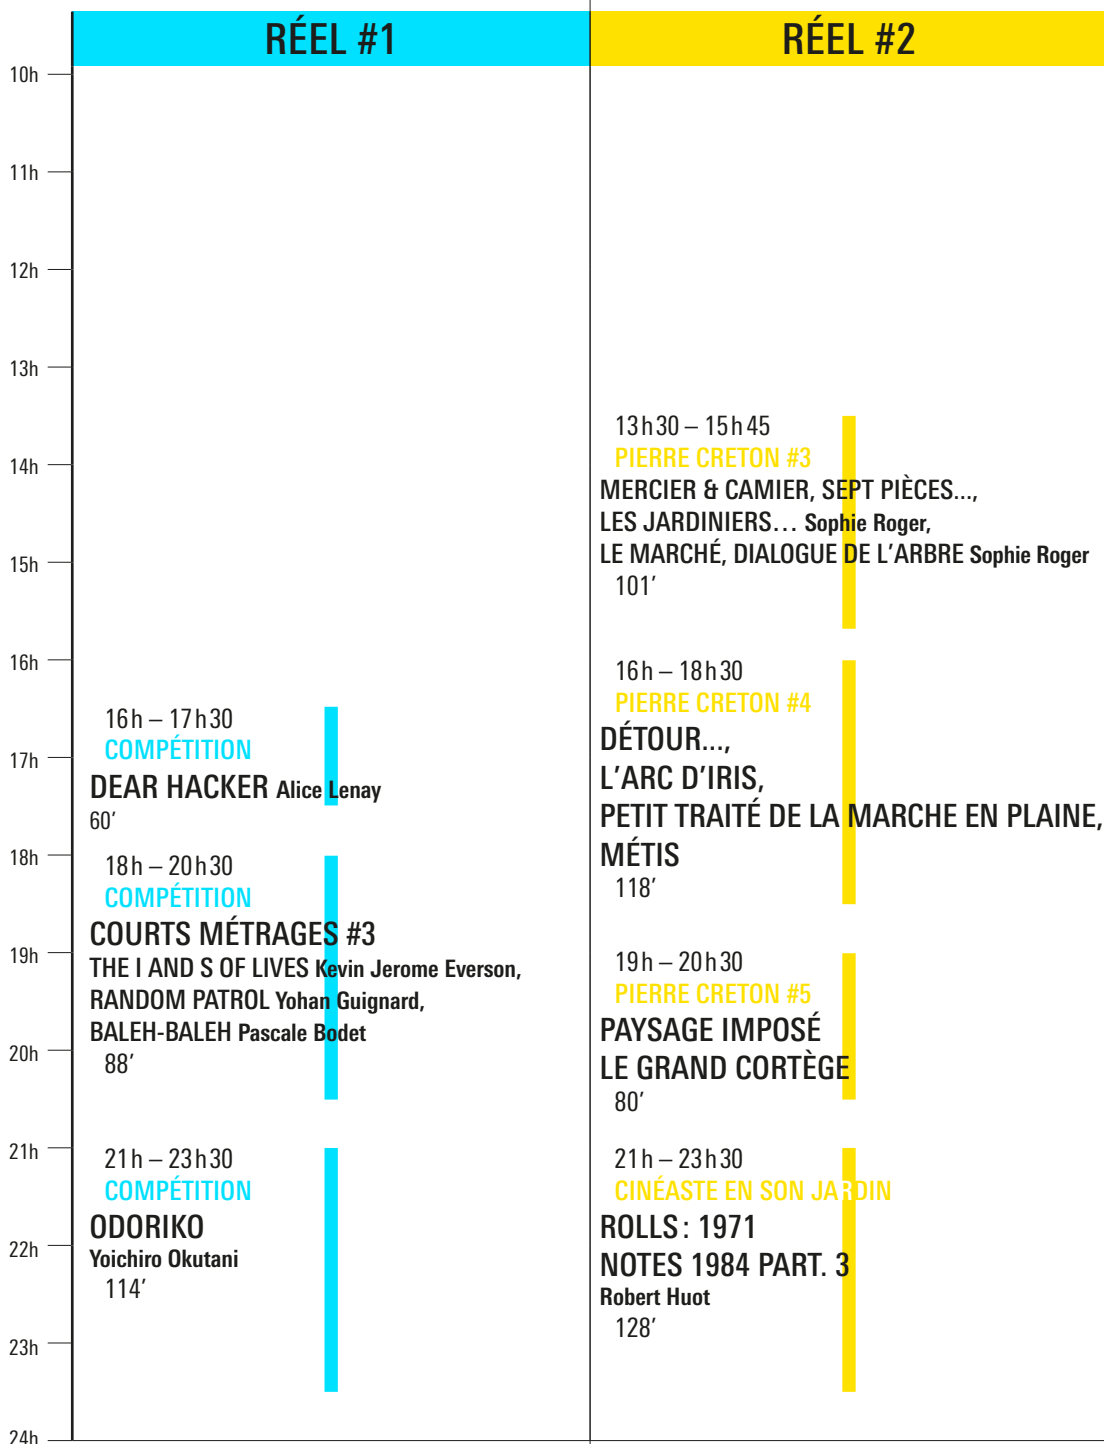 RÉEL #1
RÉEL #2
10h
11h
12h
13h
14h
15h
16h
17h
18h
19h
20h
21h
22h
23h
24h
16h – 17h30
COMPÉTITION
DEAR HACKER Alice Lenay
60’
18h – 20h30
COMPÉTITION
COURTS MÉTRAGES #3
THE I AND S OF LIVES Kevin Jerome Everson,
RANDOM PATROL Yohan Guignard,
BALEH-BALEH Pascale Bodet
88’
21h – 23h30
COMPÉTITION
ODORIKO
Yoichiro Okutani
114’
13h30 – 15h45
PIERRE CRETON #3
MERCIER & CAMIER, SEPT PIÈCES...,
LES JARDINIERS... Sophie Roger,
LE MARCHÉ, DIALOGUE DE L’ARBRE Sophie Roger
101’
16h – 18h30
PIERRE CRETON #4
DÉTOUR...,
L’ARC D’IRIS,
PETIT TRAITÉ DE LA MARCHE EN PLAINE,
MÉTIS
118’
19h – 20h30
PIERRE CRETON #5
PAYSAGE IMPOSÉ
LE GRAND CORTÈGE
80’
21h – 23h30
CINÉASTE EN SON JARDIN
ROLLS : 1971
NOTES 1984 PART. 3
Robert Huot
128’